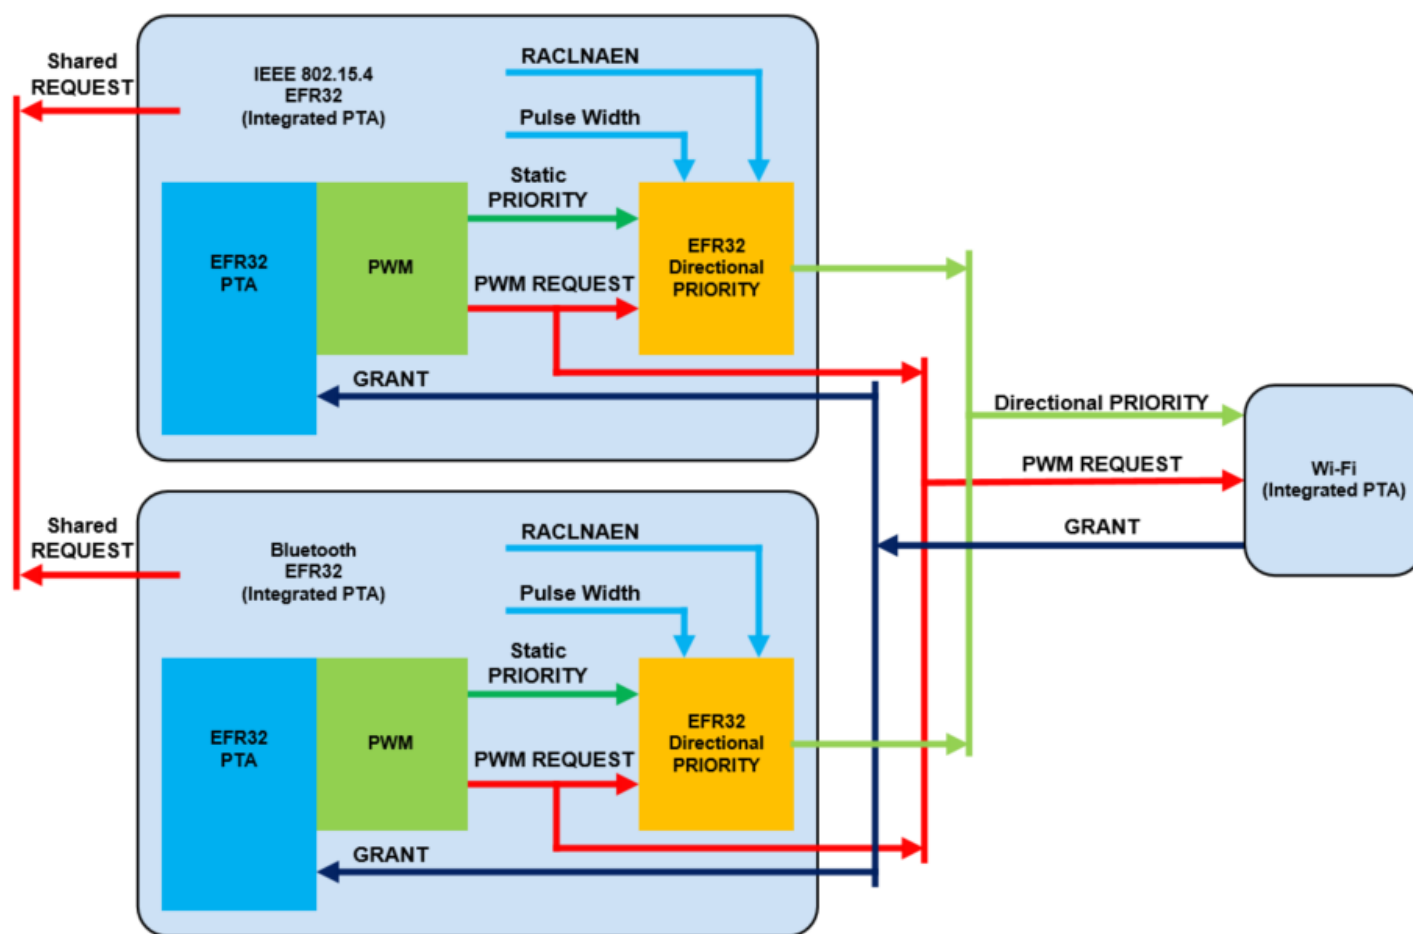 Shared
REQUEST
IEEE 802.15.4
EFR32
(Integrated PTA)
RACLNAEN
Pulse Width
Static
PRIORITY
EFR32
PTA
PWM
PWM REQUEST
EFR32
Directional
PRIORITY
GRANT
Directional PRIORITY
PWM REQUEST
GRANT
Wi-Fi
(Integrated PTA)
Shared
REQUEST
Bluetooth
EFR32
(Integrated PTA)
RACLNAEN
Pulse Width
Static
PRIORITY
EFR32
PTA
PWM
PWM REQUEST
EFR32
Directional
PRIORITY
GRANT